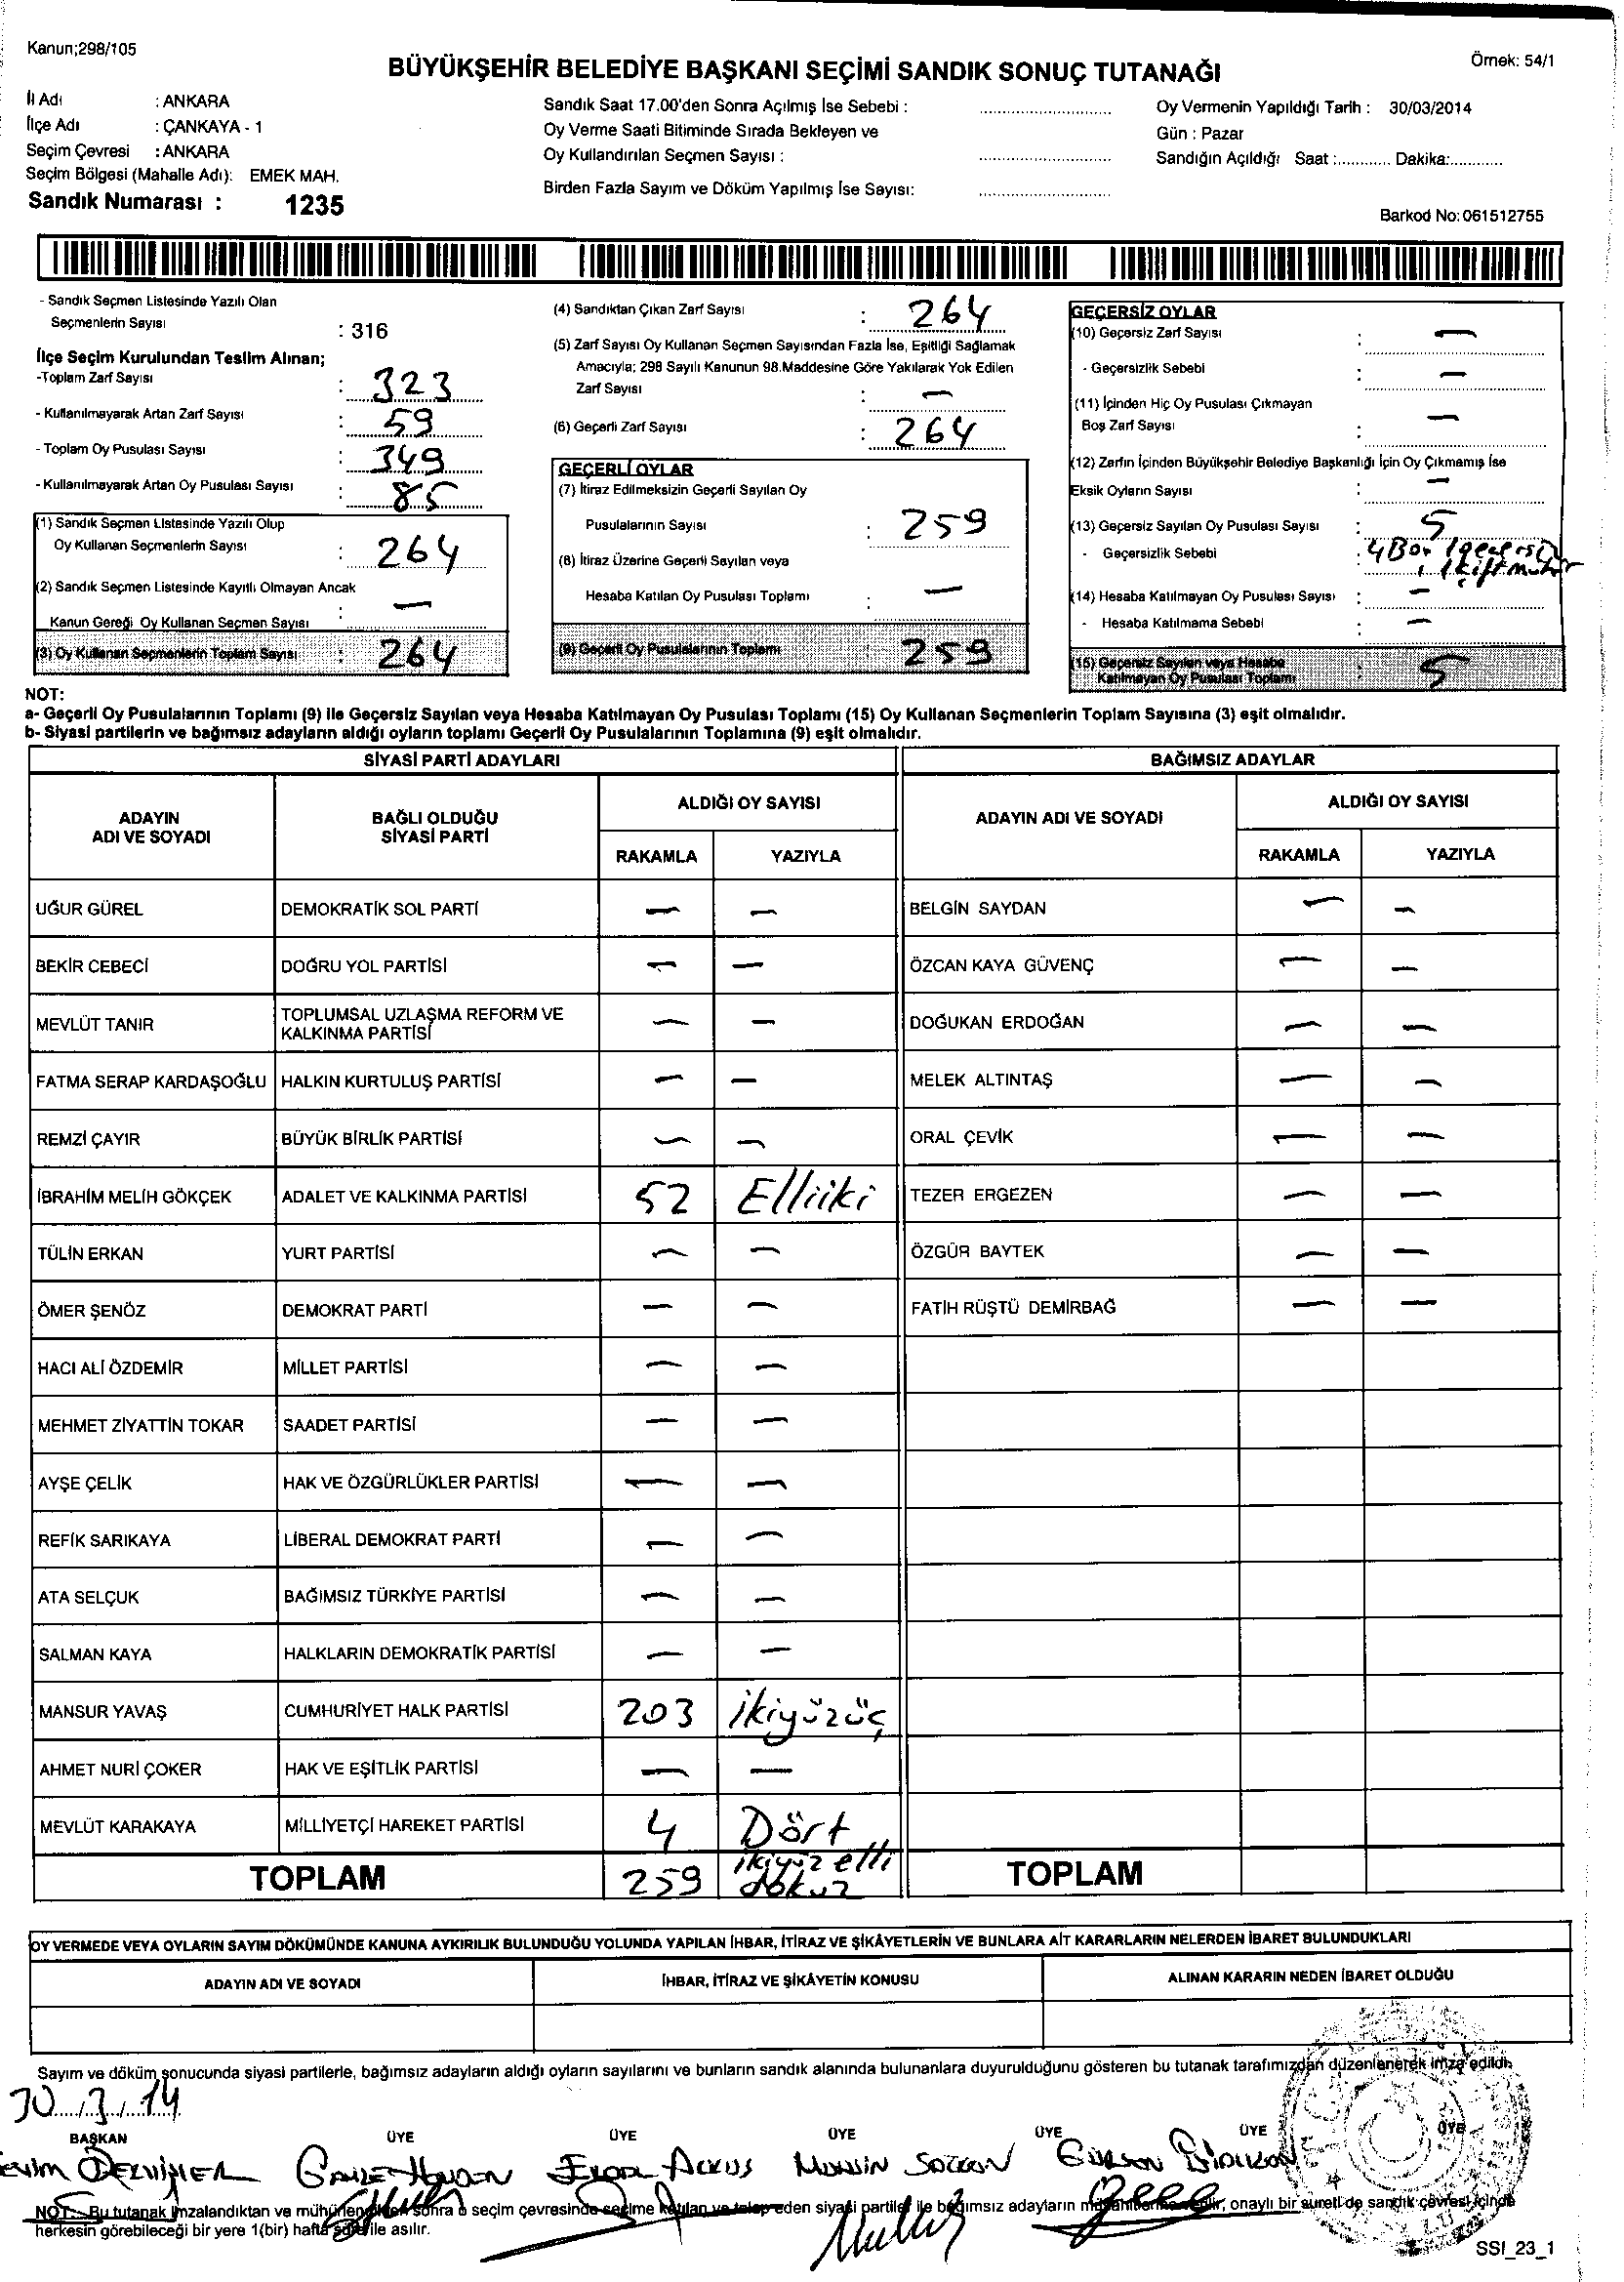 Kanun;298/105
Örnek: 54/1
BÜYÜKŞEHİR BELEDİYE BAŞKANI SEÇİMİ SANDIK SONUÇ TUTANAĞI
İl Adı : ANKARA
İlçe Adı : ÇANKAYA - 1
Seçim Çevresi : ANKARA
Seçim Bölgesi (Mahalle Adı): EMEK MAH.
Sandık Numarası : 1235
Sandık Saat 17.00'den Sonra Açılmış İse Sebebi :
Oy Verme Saati Bitiminde Sırada Bekleyen ve
Oy Kullandırılan Seçmen Sayısı :
Birden Fazla Sayım ve Döküm Yapılmış İse Sayısı:
Oy Vermenin Yapıldığı Tarih : 30/03/2014
Gün : Pazar
Sandığın Açıldığı Saat :............ Dakika:............
Barkod No: 061512755
- Sandık Seçmen Listesinde Yazılı Olan
Seçmenlerin Sayısı : 316
İlçe Seçim Kurulundan Teslim Alınan;
-Toplam Zarf Sayısı : 323
- Kullanılmayarak Artan Zarf Sayısı : 59
- Toplam Oy Pusulası Sayısı : 349
- Kullanılmayarak Artan Oy Pusulası Sayısı : 85
(1) Sandık Seçmen Listesinde Yazılı Olup
Oy Kullanan Seçmenlerin Sayısı : 264
(2) Sandık Seçmen Listesinde Kayıtlı Olmayan Ancak
Kanun Gereği Oy Kullanan Seçmen Sayısı : —
(3) Oy Kullanan Seçmenlerin Toplam Sayısı : 264
(4) Sandıktan Çıkan Zarf Sayısı : 264
(5) Zarf Sayısı Oy Kullanan Seçmen Sayısından Fazla İse, Eşitliği Sağlamak
Amacıyla; 298 Sayılı Kanunun 98.Maddesine Göre Yakılarak Yok Edilen
Zarf Sayısı : —
(6) Geçerli Zarf Sayısı : 264
GEÇERLİ OYLAR
(7) İtiraz Edilmeksizin Geçerli Sayılan Oy
Pusulalarının Sayısı : 259
(8) İtiraz Üzerine Geçerli Sayılan veya
Hesaba Katılan Oy Pusulası Toplamı : —
(9) Geçerli Oy Pusulalarının Toplamı 259
GEÇERSİZ OYLAR
(10) Geçersiz Zarf Sayısı : —
- Geçersizlik Sebebi : —
(11) İçinden Hiç Oy Pusulası Çıkmayan
Boş Zarf Sayısı : —
(12) Zarfın İçinden Büyükşehir Belediye Başkanlığı İçin Oy Çıkmamış İse
Eksik Oyların Sayısı : —
(13) Geçersiz Sayılan Oy Pusulası Sayısı : 5
- Geçersizlik Sebebi : 4 Boş 1 geçersiz
(14) Hesaba Katılmayan Oy Pusulası Sayısı : —
- Hesaba Katılmama Sebebi : —
(15) Geçersiz Sayılan veya Hesaba
Katılmayan Oy Pusulası Toplamı : 5
NOT:
a- Geçerli Oy Pusulalarının Toplamı (9) ile Geçersiz Sayılan veya Hesaba Katılmayan Oy Pusulası Toplamı (15) Oy Kullanan Seçmenlerin Toplam Sayısına (3) eşit olmalıdır.
b- Siyasi partilerin ve bağımsız adayların aldığı oyların toplamı Geçerli Oy Pusulalarının Toplamına (9) eşit olmalıdır.
SİYASİ PARTİ ADAYLARI BAĞIMSIZ ADAYLAR
ADAYIN
ADI VE SOYADI
BAĞLI OLDUĞU
SİYASİ PARTİ
ALDIĞI OY SAYISI
RAKAMLA YAZIYLA
ADAYIN ADI VE SOYADI
ALDIĞI OY SAYISI
RAKAMLA YAZIYLA
UĞUR GÜREL DEMOKRATİK SOL PARTİ — — BELGİN SAYDAN — —
BEKİR CEBECİ DOĞRU YOL PARTİSİ — — ÖZCAN KAYA GÜVENÇ — —
MEVLÜT TANIR TOPLUMSAL UZLAŞMA REFORM VE
KALKINMA PARTİSİ — — DOĞUKAN ERDOĞAN — —
FATMA SERAP KARDAŞOĞLU HALKIN KURTULUŞ PARTİSİ — — MELEK ALTINTAŞ — —
REMZİ ÇAYIR BÜYÜK BİRLİK PARTİSİ — — ORAL ÇEVİK — —
İBRAHİM MELİH GÖKÇEK ADALET VE KALKINMA PARTİSİ 52 Elliiki TEZER ERGEZEN — —
TÜLİN ERKAN YURT PARTİSİ — — ÖZGÜR BAYTEK — —
ÖMER ŞENÖZ DEMOKRAT PARTİ — — FATİH RÜŞTÜ DEMİRBAĞ — —
HACI ALİ ÖZDEMİR MİLLET PARTİSİ — —
MEHMET ZİYATTİN TOKAR SAADET PARTİSİ — —
AYŞE ÇELİK HAK VE ÖZGÜRLÜKLER PARTİSİ — —
REFİK SARIKAYA LİBERAL DEMOKRAT PARTİ — —
ATA SELÇUK BAĞIMSIZ TÜRKİYE PARTİSİ — —
SALMAN KAYA HALKLARIN DEMOKRATİK PARTİSİ — —
MANSUR YAVAŞ CUMHURİYET HALK PARTİSİ 203 İkiyüzüç
AHMET NURİ ÇOKER HAK VE EŞİTLİK PARTİSİ — —
MEVLÜT KARAKAYA MİLLİYETÇİ HAREKET PARTİSİ 4 Dört
TOPLAM 259 ikiyüz elli dokuz TOPLAM
OY VERMEDE VEYA OYLARIN SAYIM DÖKÜMÜNDE KANUNA AYKIRILIK BULUNDUĞU YOLUNDA YAPILAN İHBAR, İTİRAZ VE ŞİKÂYETLERİN VE BUNLARA AİT KARARLARIN NELERDEN İBARET BULUNDUKLARI
ADAYIN ADI VE SOYADI İHBAR, İTİRAZ VE ŞİKÂYETİN KONUSU ALINAN KARARIN NEDEN İBARET OLDUĞU
Sayım ve döküm sonucunda siyasi partilerle, bağımsız adayların aldığı oyların sayılarını ve bunların sandık alanında bulunanlara duyurulduğunu gösteren bu tutanak tarafımızdan düzenlenerek imza edildi.
30/3/14
BAŞKAN ÜYE ÜYE ÜYE ÜYE ÜYE ÜYE
NOT:- Bu tutanak imzalandıktan ve mühürlendikten sonra o seçim çevresinde seçime katılan ve talep eden siyasi partiler ile bağımsız adayların müşahitlerine verilir, onaylı bir sureti de sandık çevresi içinde
herkesin görebileceği bir yere 1(bir) hafta süre ile asılır.
SSI_23_1